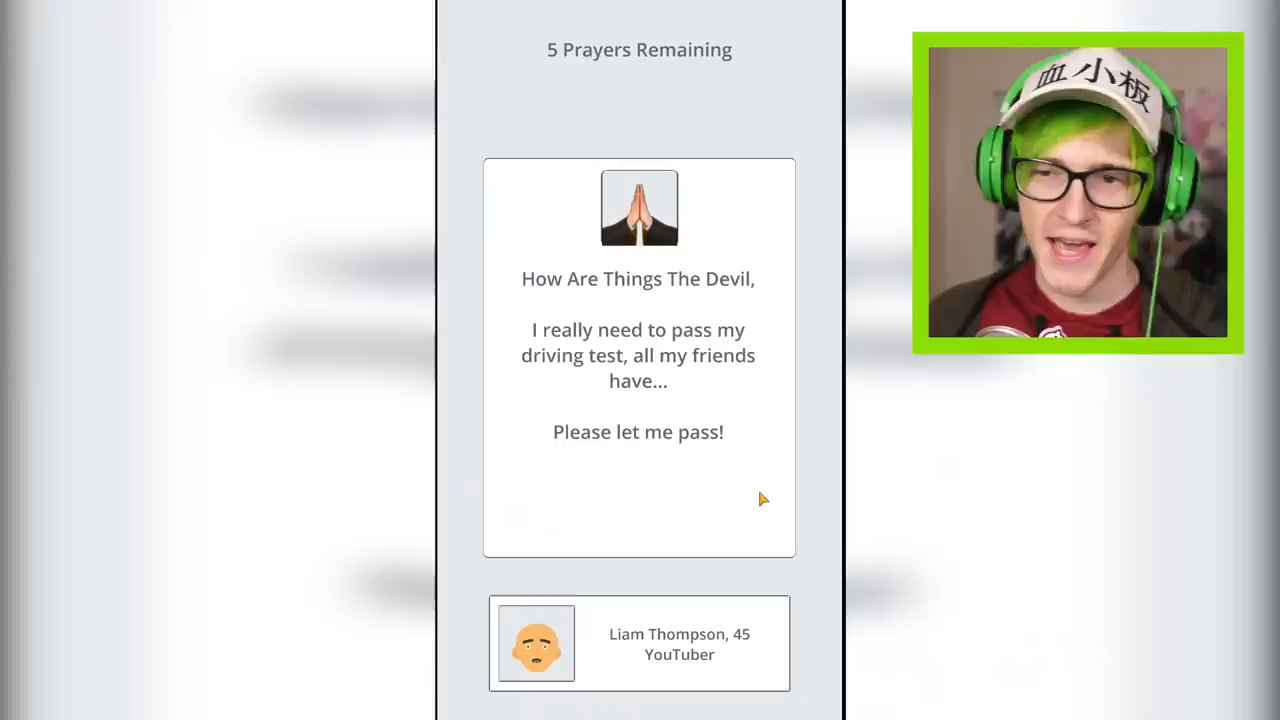 5 Prayers Remaining
血小板
How Are Things The Devil,
I really need to pass my
driving test, all my friends
have...
Please let me pass!
Liam Thompson, 45
YouTuber